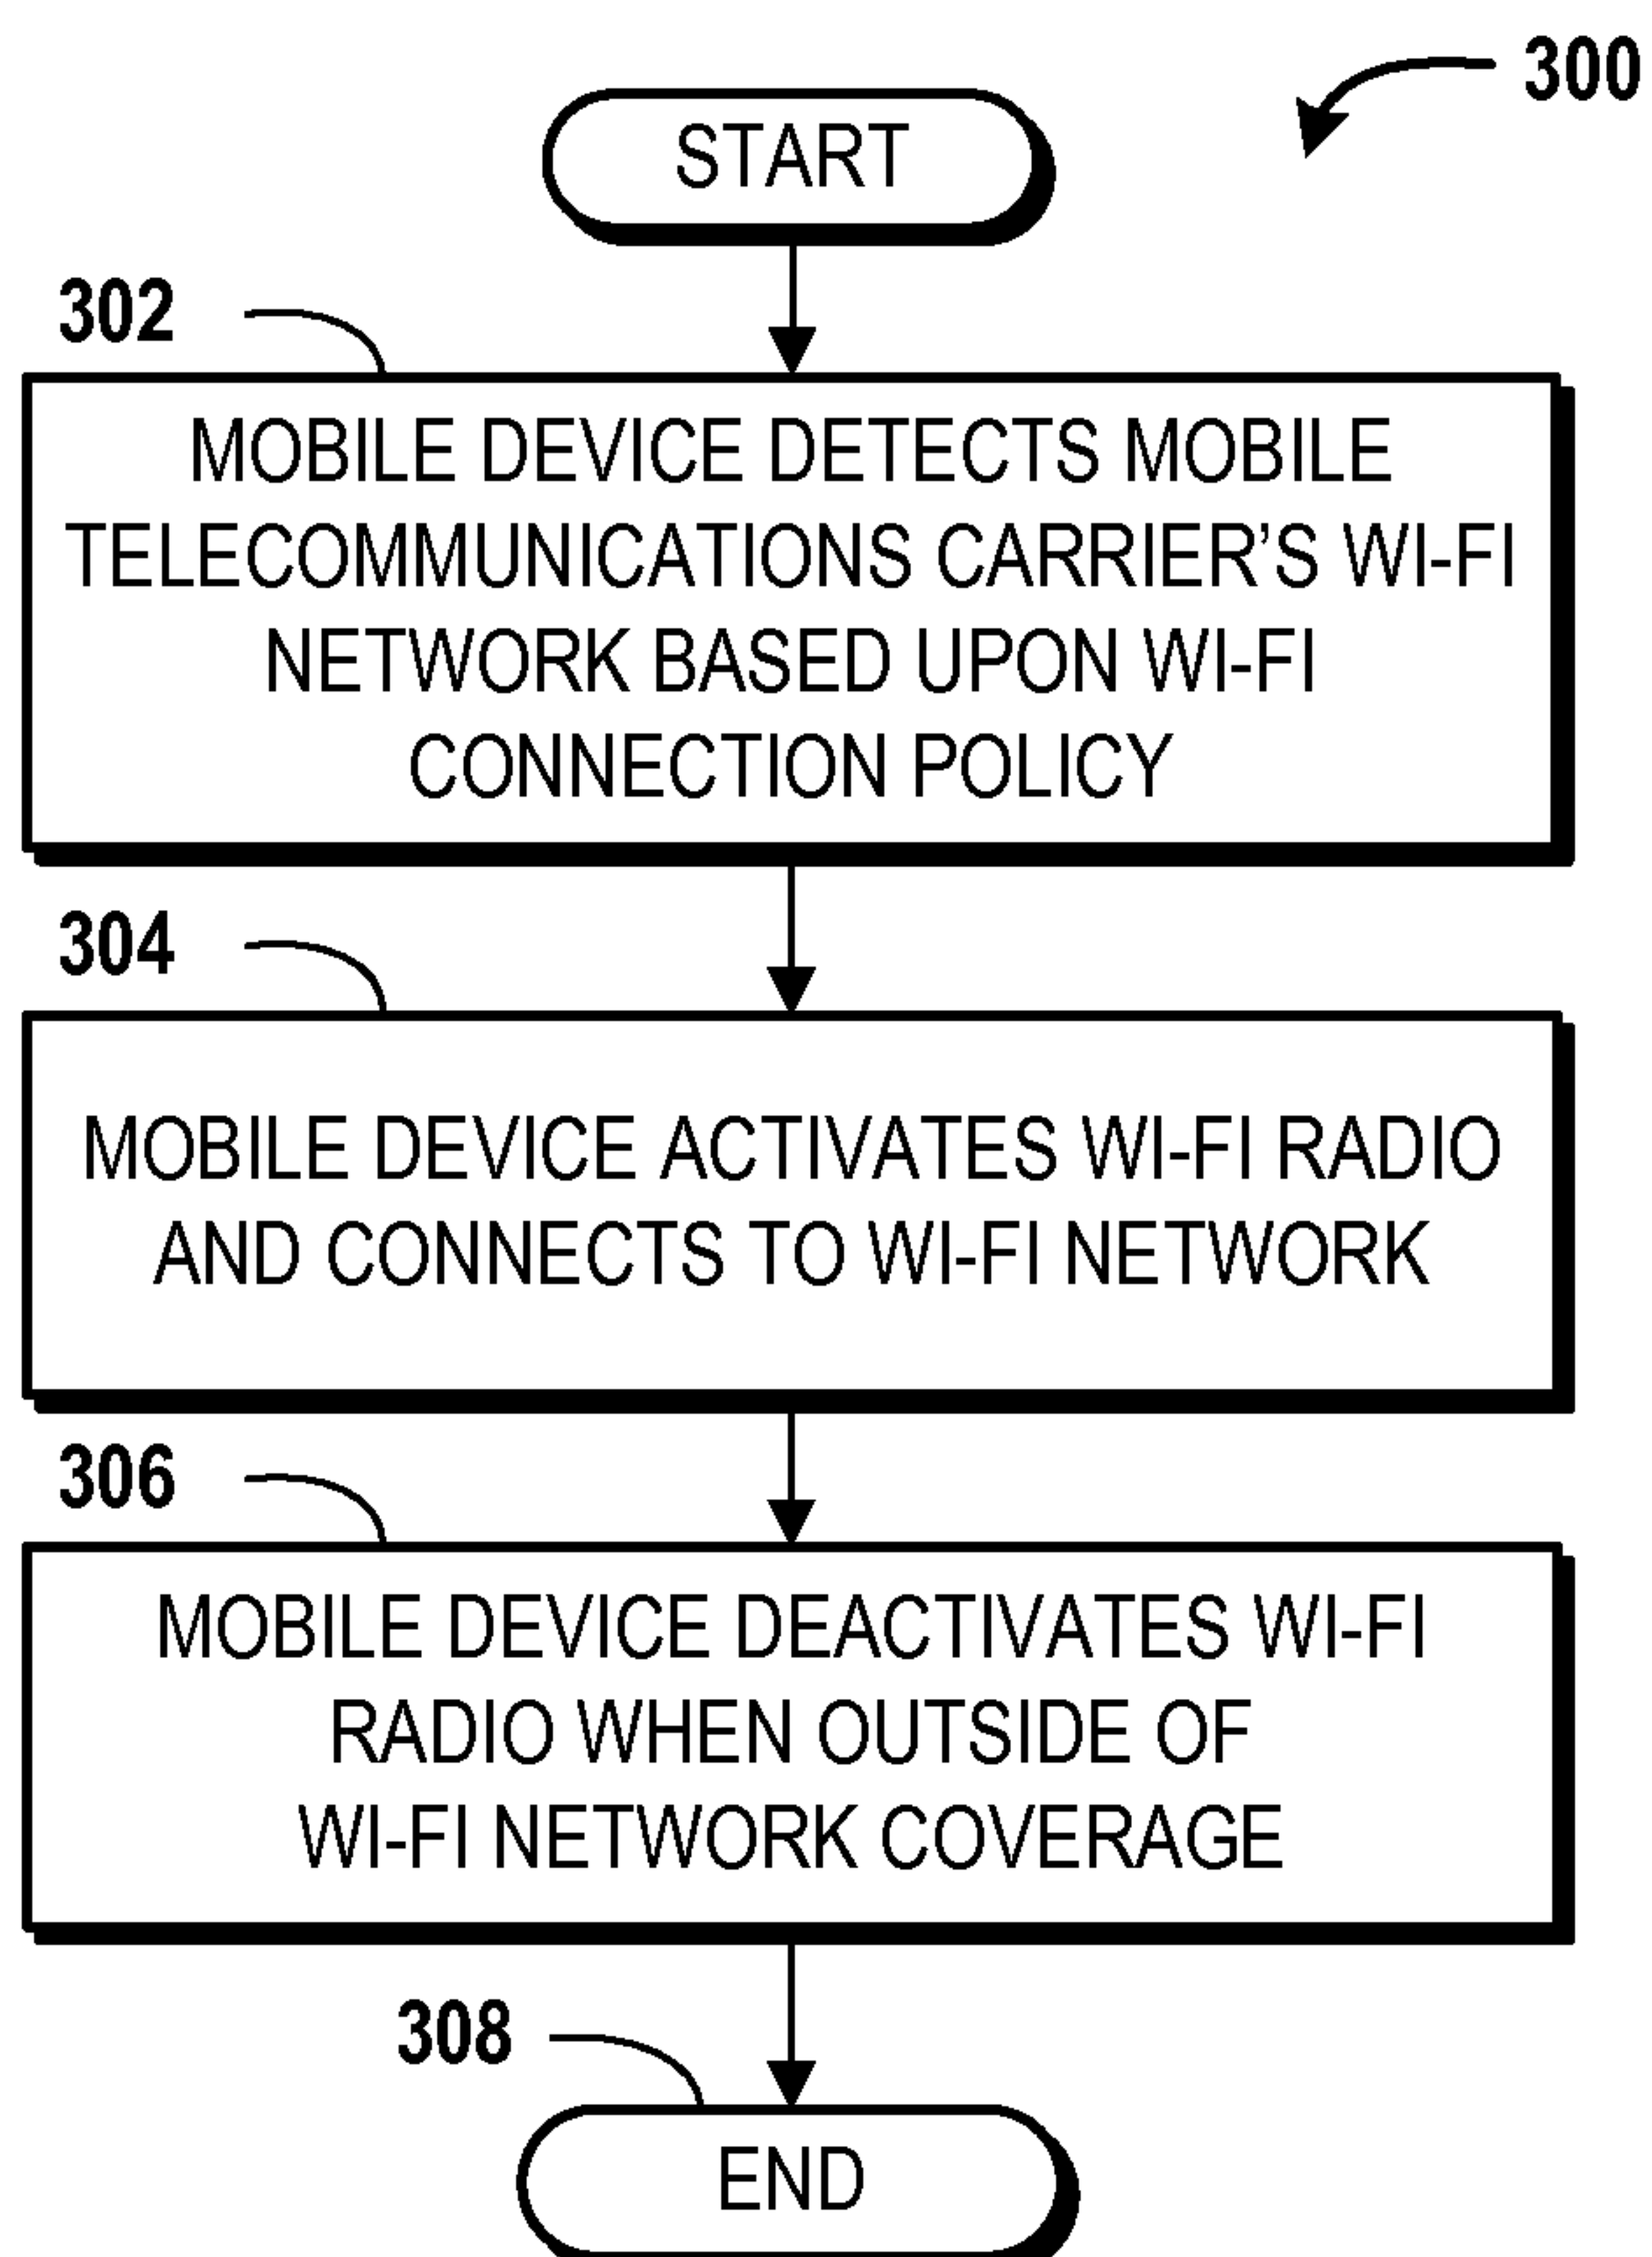 300
START
302
MOBILE DEVICE DETECTS MOBILE
TELECOMMUNICATIONS CARRIER’S WI-FI
NETWORK BASED UPON WI-FI
CONNECTION POLICY
304
MOBILE DEVICE ACTIVATES WI-FI RADIO
AND CONNECTS TO WI-FI NETWORK
306
MOBILE DEVICE DEACTIVATES WI-FI
RADIO WHEN OUTSIDE OF
WI-FI NETWORK COVERAGE
308
END